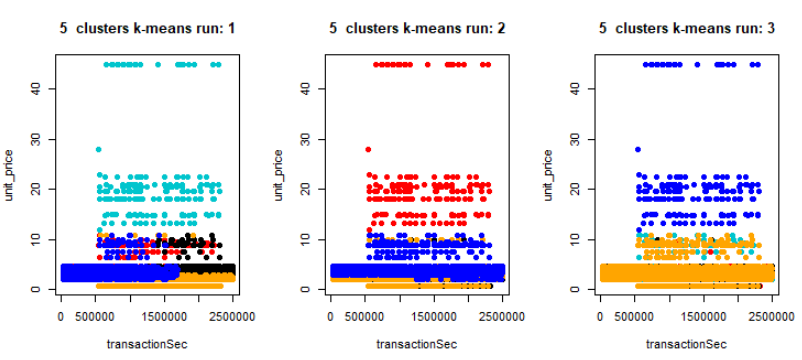 5 clusters k-means run: 1
5 clusters k-means run: 2
5 clusters k-means run: 3
unit_price
0 10 20 30 40
unit_price
0 10 20 30 40
unit_price
0 10 20 30 40
0 500000 1500000 2500000
0 500000 1500000 2500000
0 500000 1500000 2500000
transactionSec
transactionSec
transactionSec